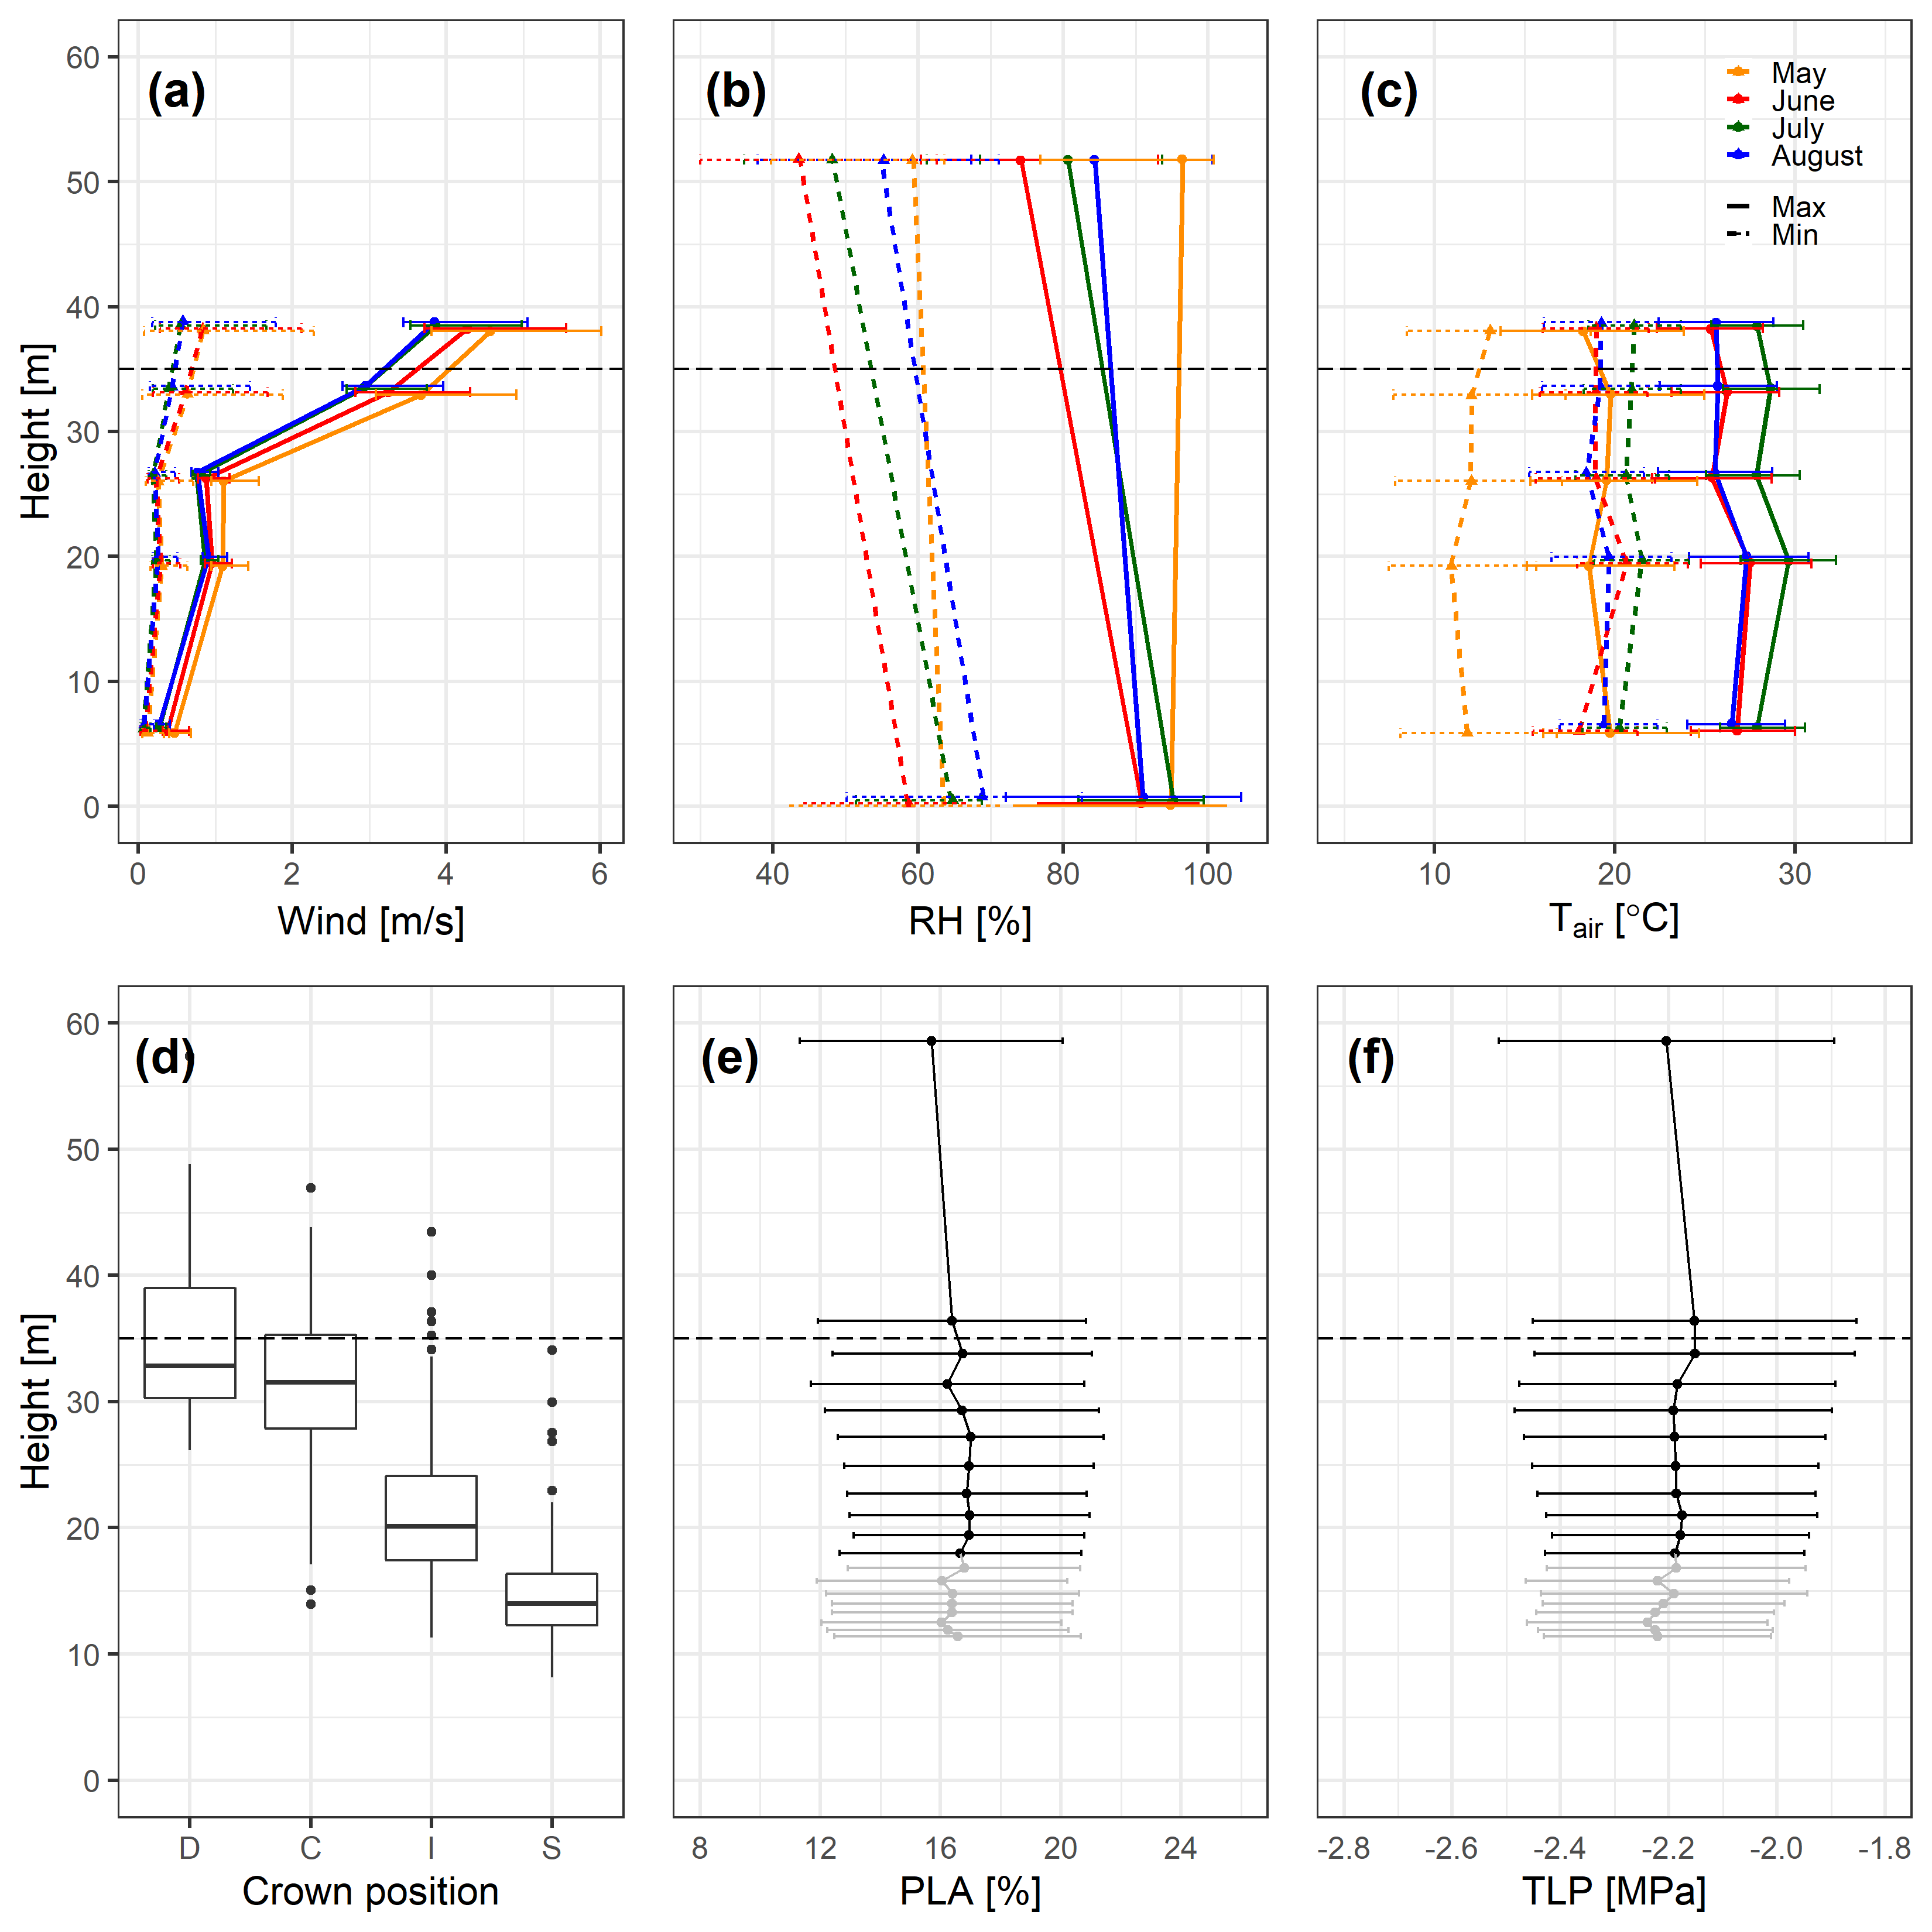 (a)
(b)
(c)
May
June
July
August
Max
Min
60
50
40
30
20
10
0
Height [m]
0 2 4 6
40 60 80 100
10 20 30
Wind [m/s]
RH [%]
Tair [°C]
(d)
(e)
(f)
60
50
40
30
20
10
0
Height [m]
D C I S
8 12 16 20 24
-2.8 -2.6 -2.4 -2.2 -2.0 -1.8
Crown position
PLA [%]
TLP [MPa]